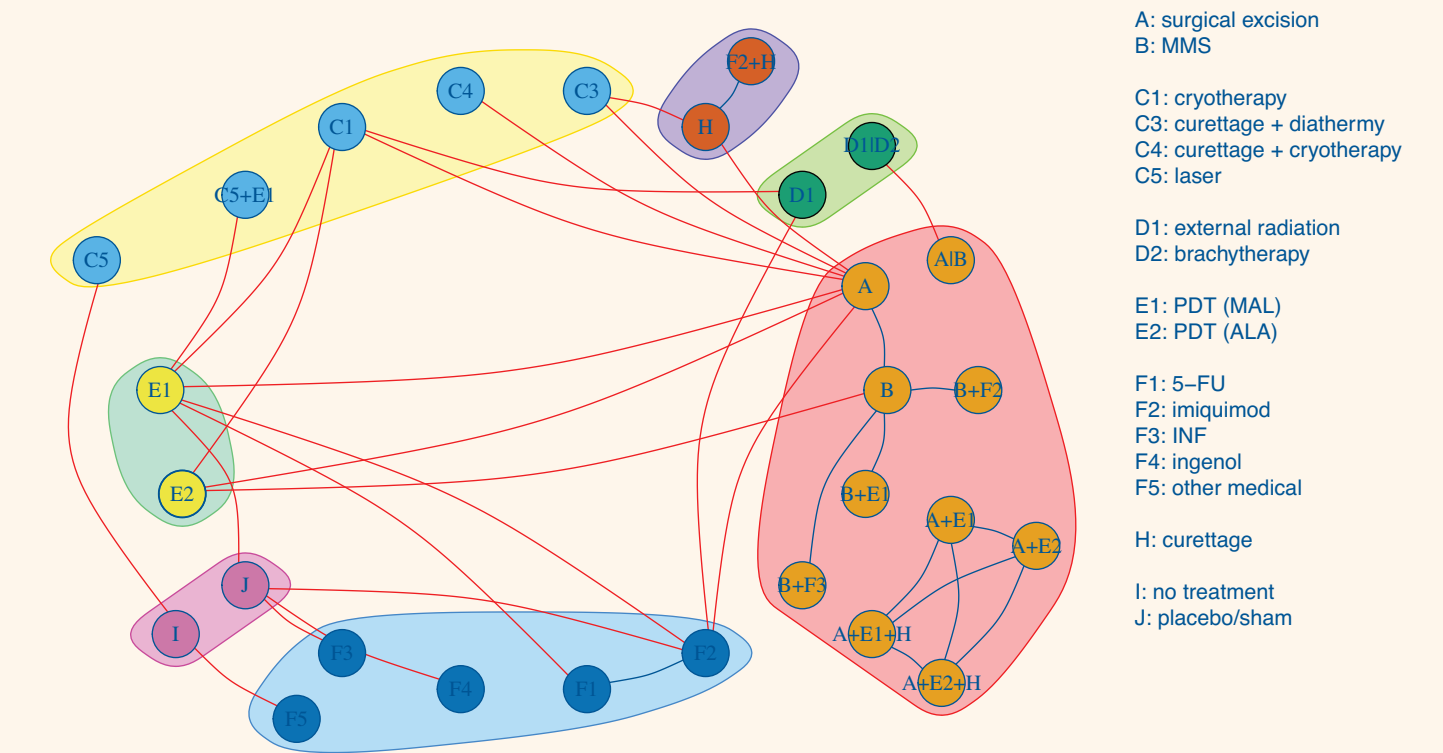 F2+H
C4
C3
C1
H
D1|D2
C5+E1
D1
C5
A|B
A
E1
B
B+F2
E2
B+E1
A+E1
A+E2
J
B+F3
I
A+E1+H
F3
F2
F4
F1
A+E2+H
F5
A: surgical excision
B: MMS
C1: cryotherapy
C3: curettage + diathermy
C4: curettage + cryotherapy
C5: laser
D1: external radiation
D2: brachytherapy
E1: PDT (MAL)
E2: PDT (ALA)
F1: 5−FU
F2: imiquimod
F3: INF
F4: ingenol
F5: other medical
H: curettage
I: no treatment
J: placebo/sham